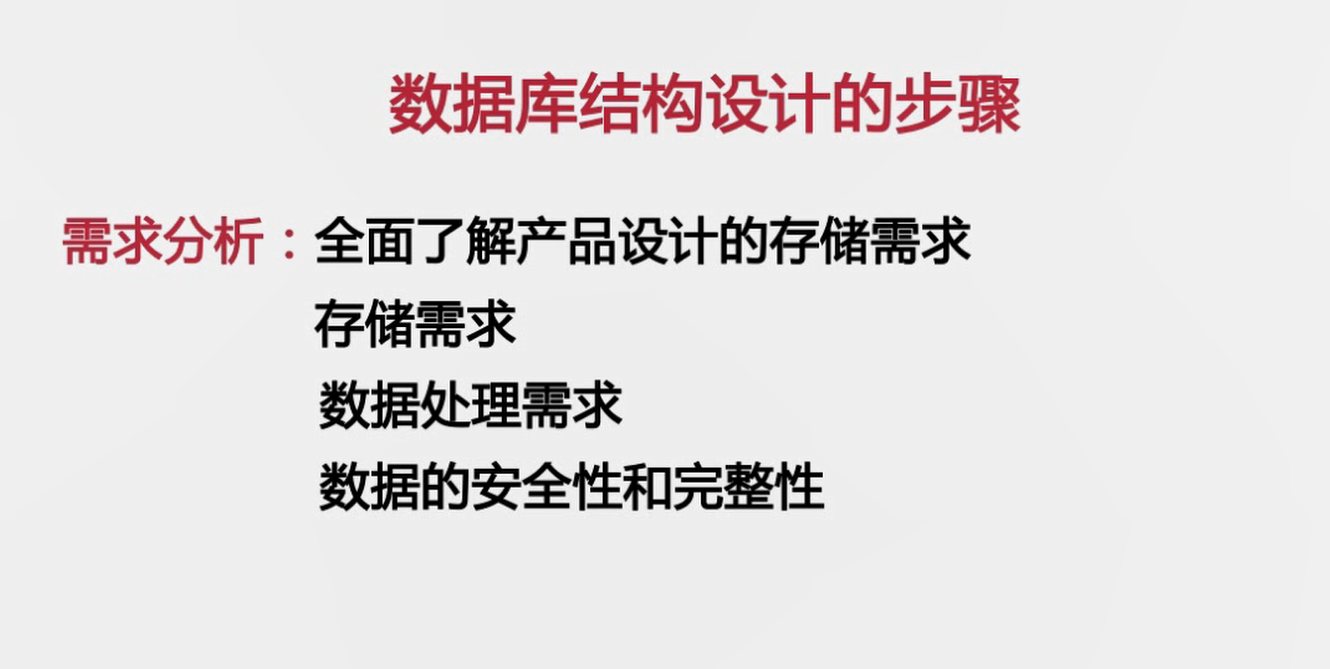 数据库结构设计的步骤
需求分析：全面了解产品设计的存储需求
存储需求
数据处理需求
数据的安全性和完整性